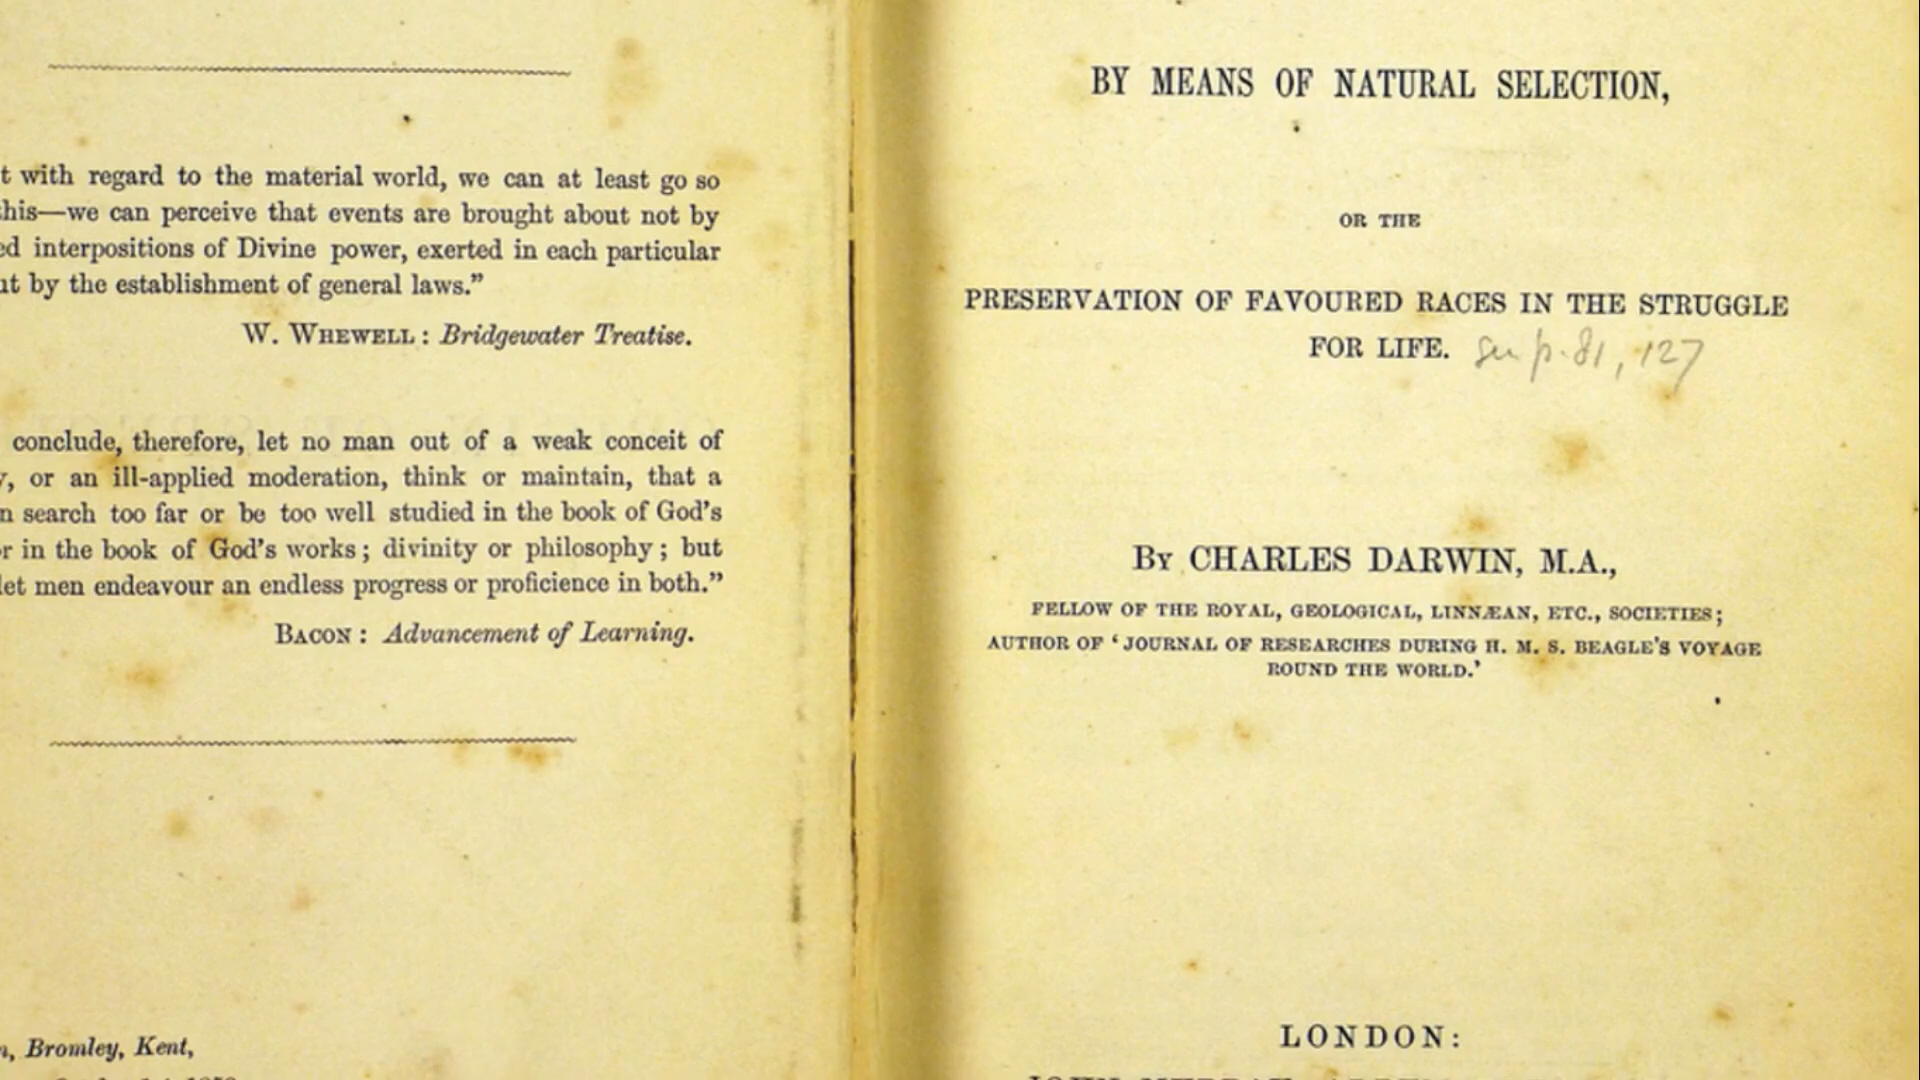 t with regard to the material world, we can at least go so
this—we can perceive that events are brought about not by
ed interpositions of Divine power, exerted in each particular
ut by the establishment of general laws.”
W. WHEWELL : Bridgewater Treatise.
conclude, therefore, let no man out of a weak conceit of
y, or an ill-applied moderation, think or maintain, that a
n search too far or be too well studied in the book of God’s
or in the book of God’s works ; divinity or philosophy ; but
let men endeavour an endless progress or proficience in both.”
BACON : Advancement of Learning.
n, Bromley, Kent,
BY MEANS OF NATURAL SELECTION,
OR THE
PRESERVATION OF FAVOURED RACES IN THE STRUGGLE
FOR LIFE. p. 81, 127
By CHARLES DARWIN, M.A.,
FELLOW OF THE ROYAL, GEOLOGICAL, LINNÆAN, ETC., SOCIETIES ;
AUTHOR OF ‘ JOURNAL OF RESEARCHES DURING H. M. S. BEAGLE’S VOYAGE
ROUND THE WORLD.’
LONDON: